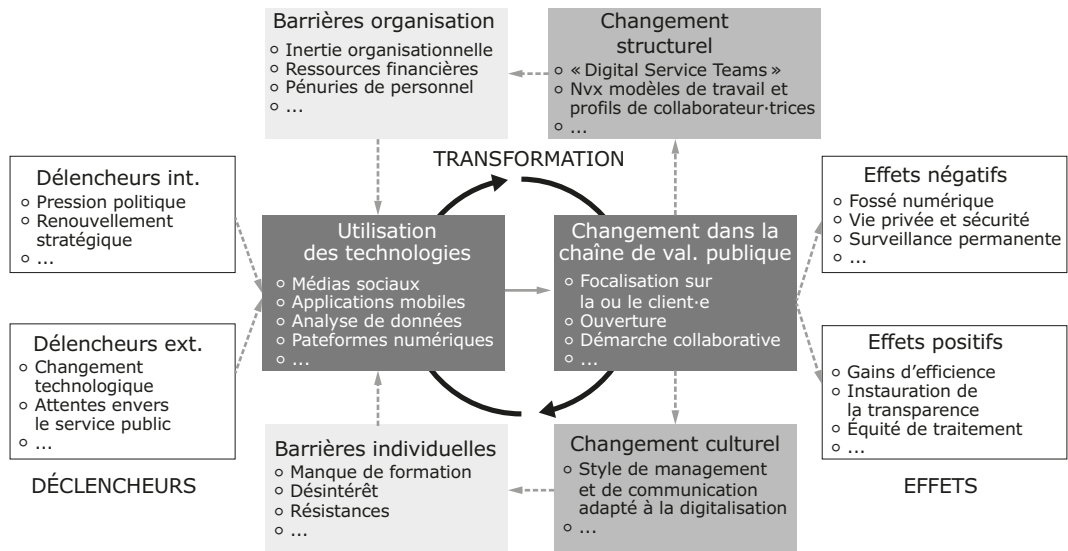 Barrières organisation
○ Inertie organisationnelle
○ Ressources financières
○ Pénuries de personnel
○ ...
Changement
structurel
○ « Digital Service Teams »
○ Nvx modèles de travail et
profils de collaborateur·trices
○ ...
TRANSFORMATION
Délencheurs int.
○ Pression politique
○ Renouvellement
stratégique
○ ...
Délencheurs ext.
○ Changement
technologique
○ Attentes envers
le service public
○ ...
DÉCLENCHEURS
Utilisation
des technologies
○ Médias sociaux
○ Applications mobiles
○ Analyse de données
○ Pateformes numériques
○ ...
Changement dans la
chaîne de val. publique
○ Focalisation sur
la ou le client·e
○ Ouverture
○ Démarche collaborative
○ ...
Effets négatifs
○ Fossé numérique
○ Vie privée et sécurité
○ Surveillance permanente
○ ...
Effets positifs
○ Gains d’efficience
○ Instauration de
la transparence
○ Équité de traitement
○ ...
EFFETS
Barrières individuelles
○ Manque de formation
○ Désintérêt
○ Résistances
○ ...
Changement culturel
○ Style de management
et de communication
adapté à la digitalisation
○ ...